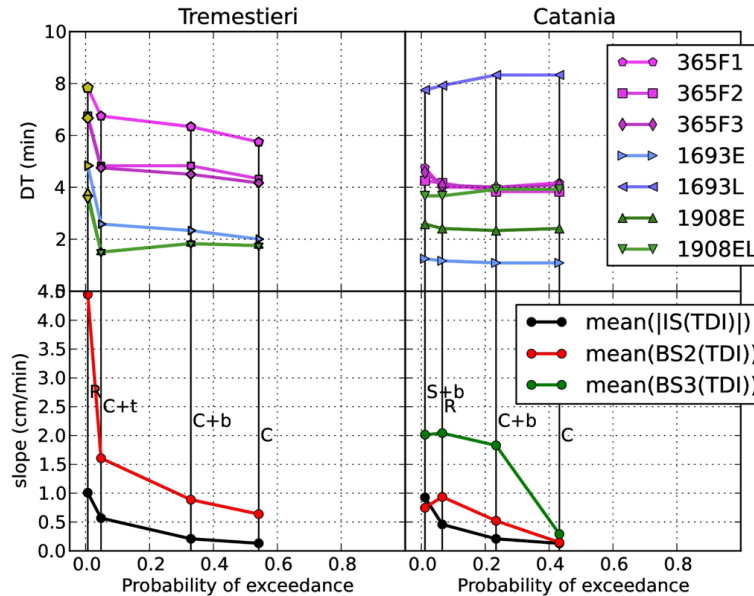 Tremestieri
Catania
DT (min)
10
8
6
4
2
0
365F1
365F2
365F3
1693E
1693L
1908E
1908EL
slope (cm/min)
4.5
4.0
3.5
3.0
2.5
2.0
1.5
1.0
0.5
0.0
R
C+t
C+b
C
mean(|IS(TDI)|)
mean(BS2(TDI))
mean(BS3(TDI))
S+b
R
C+b
C
0.0 0.2 0.4 0.6 0.8
0.0 0.2 0.4 0.6 0.8
Probability of exceedance
Probability of exceedance